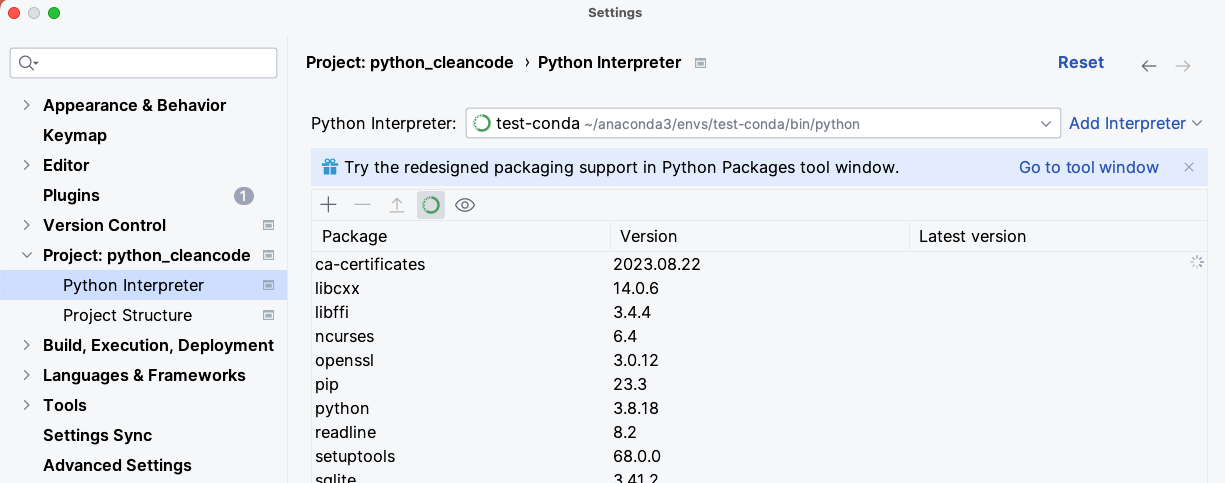 Settings
Appearance & Behavior
Keymap
Editor
Plugins 1
Version Control
Project: python_cleancode
Python Interpreter
Project Structure
Build, Execution, Deployment
Languages & Frameworks
Tools
Settings Sync
Advanced Settings
Project: python_cleancode › Python Interpreter Reset
Python Interpreter: test-conda ~/anaconda3/envs/test-conda/bin/python Add Interpreter
Try the redesigned packaging support in Python Packages tool window. Go to tool window
Package Version Latest version
ca-certificates 2023.08.22
libcxx 14.0.6
libffi 3.4.4
ncurses 6.4
openssl 3.0.12
pip 23.3
python 3.8.18
readline 8.2
setuptools 68.0.0
sqlite 3.41.2